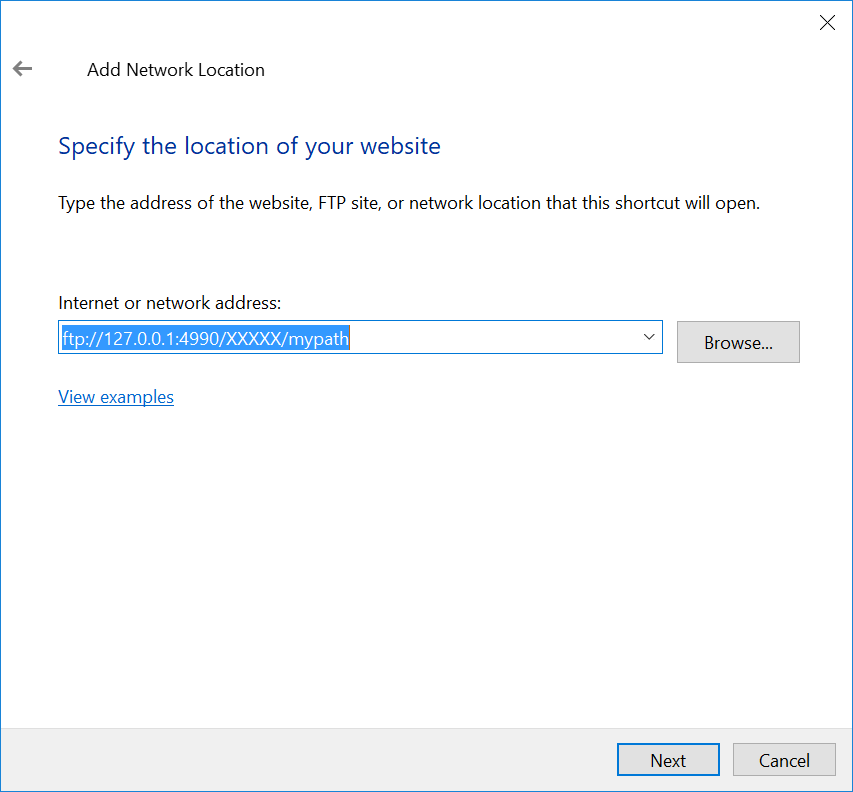 Add Network Location
Specify the location of your website
Type the address of the website, FTP site, or network location that this shortcut will open.
Internet or network address:
ftp://127.0.0.1:4990/XXXXX/mypath
Browse...
View examples
Next
Cancel